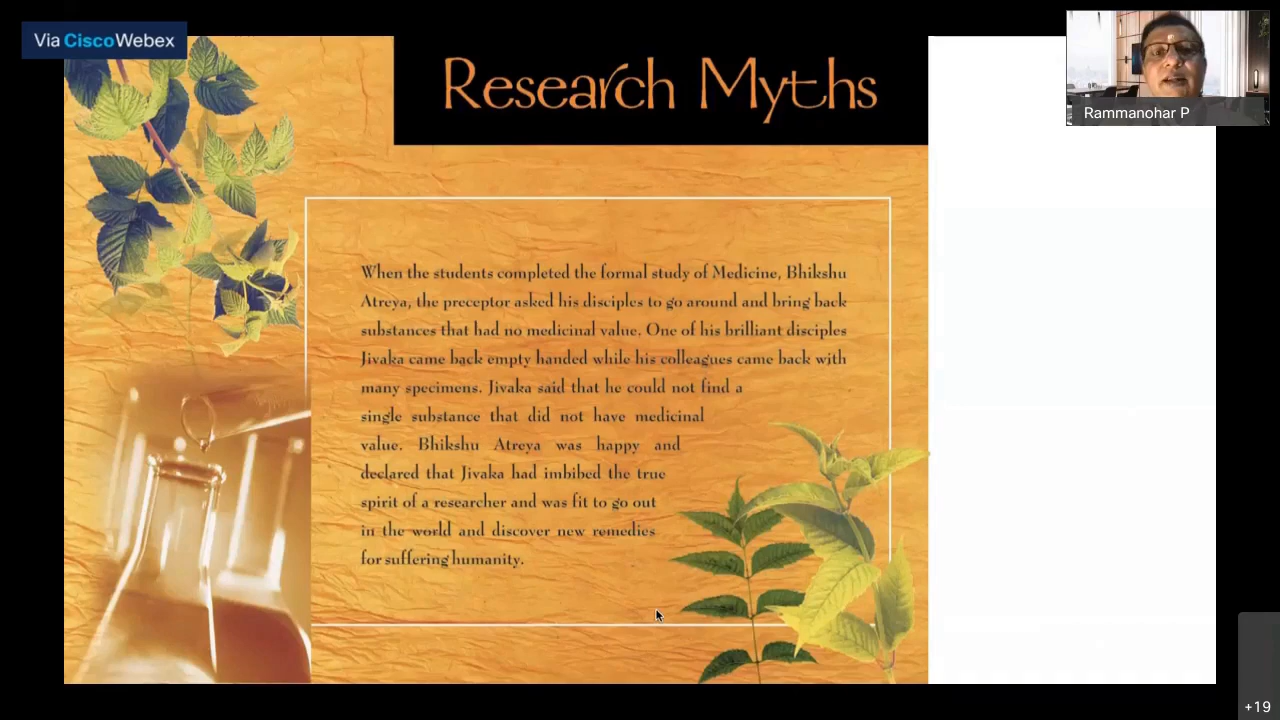 Via Cisco Webex
Research Myths
Rammanohar P
When the students completed the formal study of Medicine, Bhikshu
Atreya, the preceptor asked his disciples to go around and bring back
substances that had no medicinal value. One of his brilliant disciples
Jivaka came back empty handed while his colleagues came back with
many specimens. Jivaka said that he could not find a
single substance that did not have medicinal
value. Bhikshu Atreya was happy and
declared that Jivaka had imbibed the true
spirit of a researcher and was fit to go out
in the world and discover new remedies
for suffering humanity.
+19